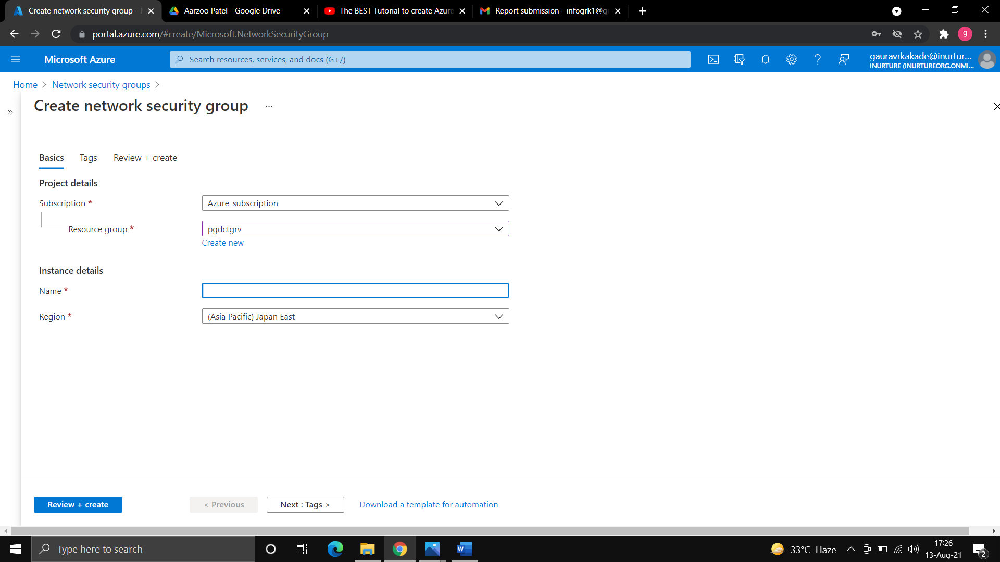 Create network security group -
Aarzoo Patel - Google Drive
The BEST Tutorial to create Azure
Report submission - infogrk1@g
portal.azure.com/#create/Microsoft.NetworkSecurityGroup
g
Microsoft Azure
Search resources, services, and docs (G+/)
gauravrkakade@inurtur...
INURTURE (INURTUREORG.ONMI...
Home > Network security groups >
Create network security group ...
Basics Tags Review + create
Project details
Subscription *
Azure_subscription
Resource group *
pgdctgrv
Create new
Instance details
Name *
Region *
(Asia Pacific) Japan East
Review + create
< Previous
Next : Tags >
Download a template for automation
Type here to search
33°C Haze
17:26
13-Aug-21
2